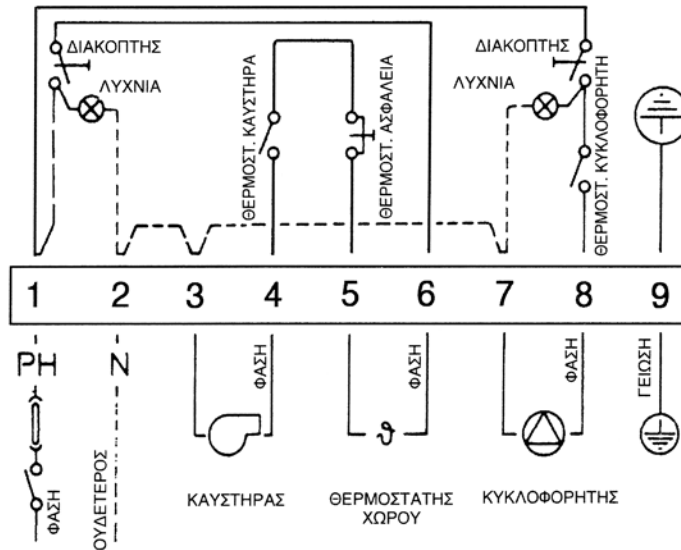 ΔΙΑΚΟΠΤΗΣ
ΛΥΧΝΙΑ
ΘΕΡΜΟΣΤ. ΚΑΥΣΤΗΡΑ
ΘΕΡΜΟΣΤ. ΑΣΦΑΛΕΙΑ
ΔΙΑΚΟΠΤΗΣ
ΛΥΧΝΙΑ
ΘΕΡΜΟΣΤ. ΚΥΚΛΟΦΟΡΗΤΗ
1 2 3 4 5 6 7 8 9
PH N
ΦΑΣΗ
ΟΥΔΕΤΕΡΟΣ
ΦΑΣΗ
ΚΑΥΣΤΗΡΑΣ
ΦΑΣΗ
θ
ΘΕΡΜΟΣΤΑΤΗΣ
ΧΩΡΟΥ
ΦΑΣΗ
ΚΥΚΛΟΦΟΡΗΤΗΣ
ΓΕΙΩΣΗ